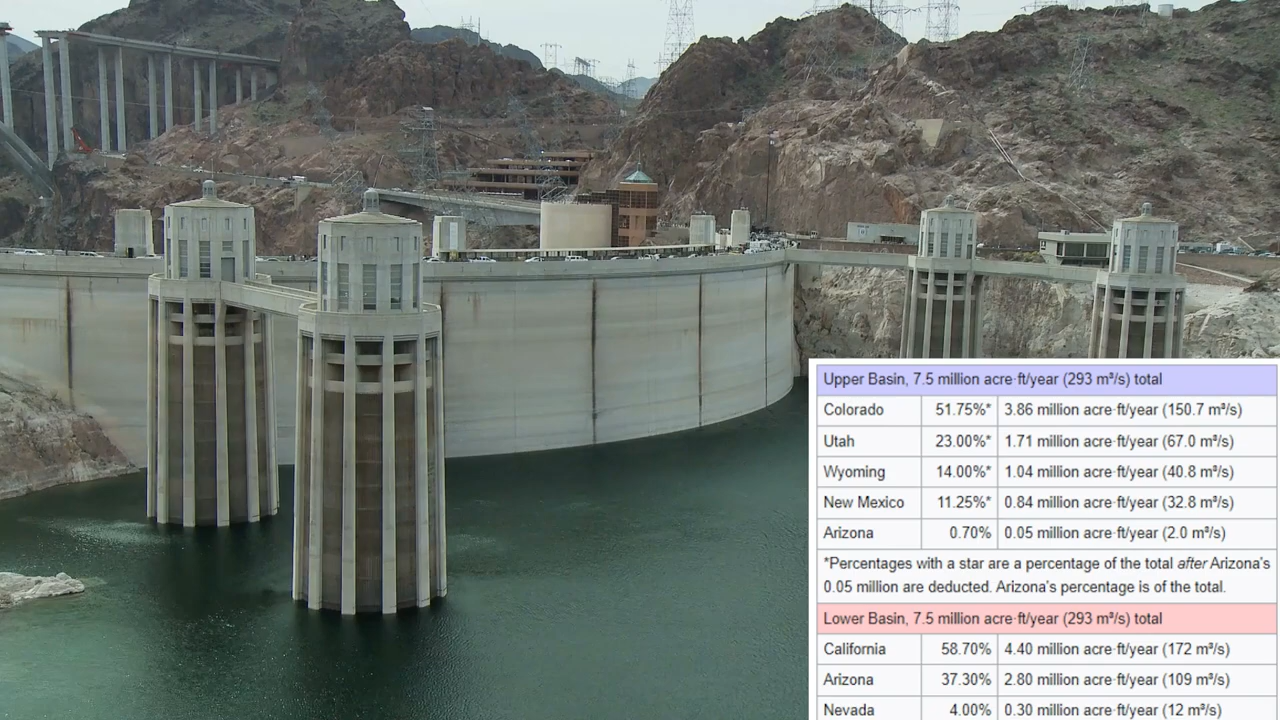 Upper Basin, 7.5 million acre·ft/year (293 m³/s) total
Colorado 51.75%* 3.86 million acre·ft/year (150.7 m³/s)
Utah 23.00%* 1.71 million acre·ft/year (67.0 m³/s)
Wyoming 14.00%* 1.04 million acre·ft/year (40.8 m³/s)
New Mexico 11.25%* 0.84 million acre·ft/year (32.8 m³/s)
Arizona 0.70% 0.05 million acre·ft/year (2.0 m³/s)
*Percentages with a star are a percentage of the total after Arizona's
0.05 million are deducted. Arizona's percentage is of the total.
Lower Basin, 7.5 million acre·ft/year (293 m³/s) total
California 58.70% 4.40 million acre·ft/year (172 m³/s)
Arizona 37.30% 2.80 million acre·ft/year (109 m³/s)
Nevada 4.00% 0.30 million acre·ft/year (12 m³/s)